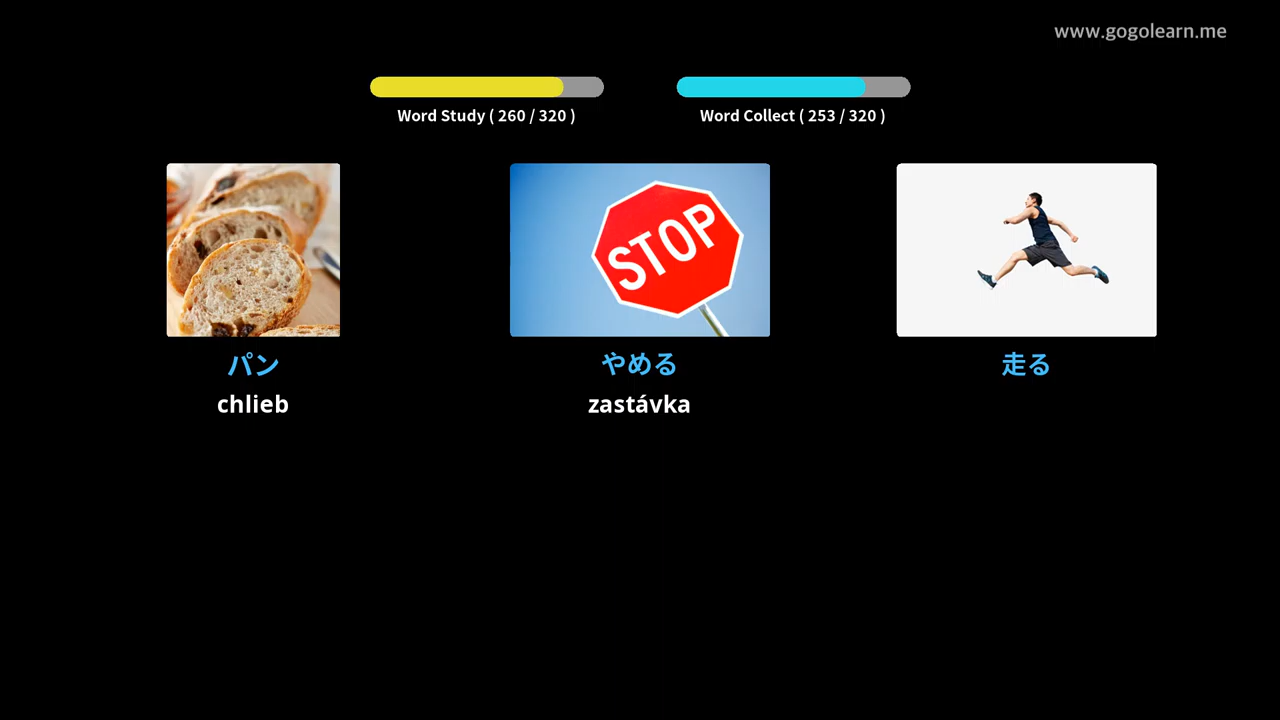 www.gogolearn.me
Word Study ( 260 / 320 )
Word Collect ( 253 / 320 )
STOP
パン
やめる
走る
chlieb
zastávka